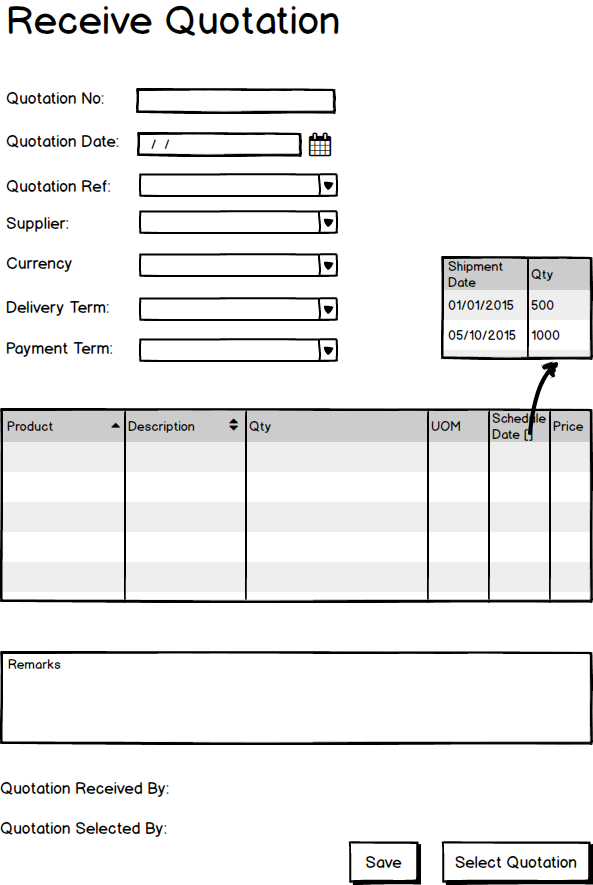 Receive Quotation
Quotation No:
Quotation Date:
/ /
Quotation Ref:
Supplier:
Currency
Delivery Term:
Payment Term:
Shipment
Date
Qty
01/01/2015 500
05/10/2015 1000
Product
Description
Qty
UOM
Schedule
Date []
Price
Remarks
Quotation Received By:
Quotation Selected By:
Save
Select Quotation